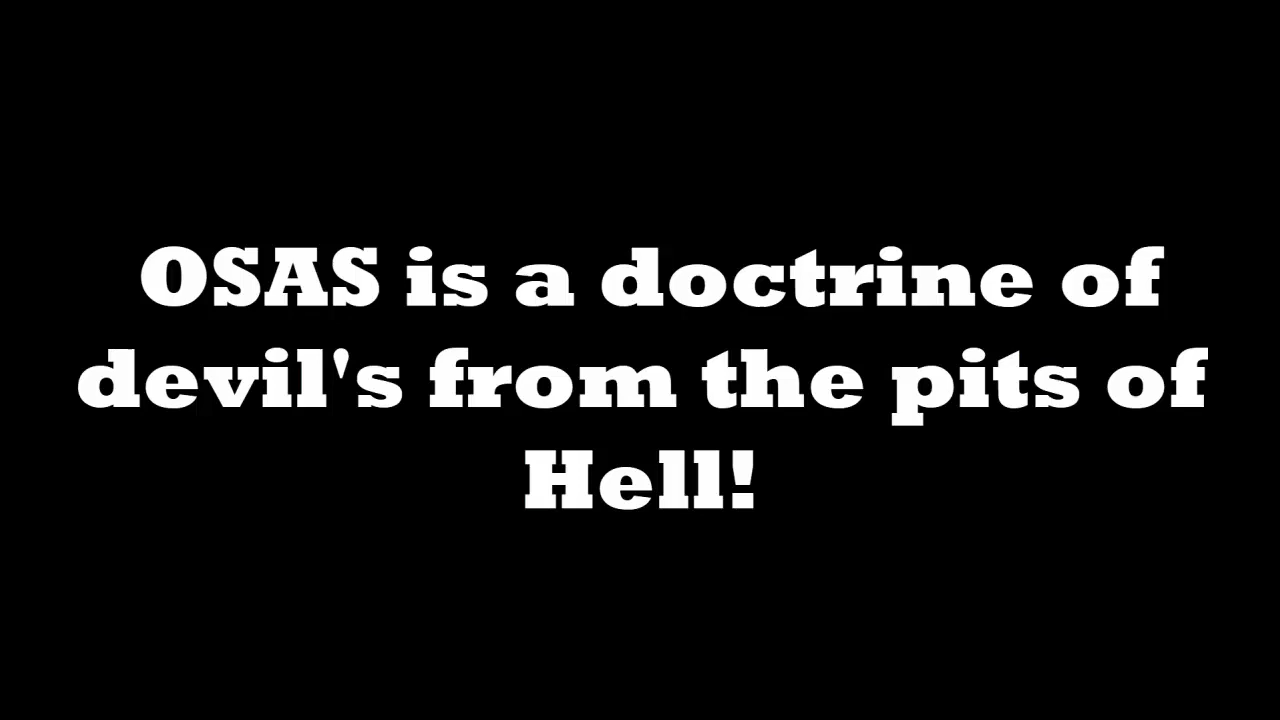 OSAS is a doctrine of
devil's from the pits of
Hell!